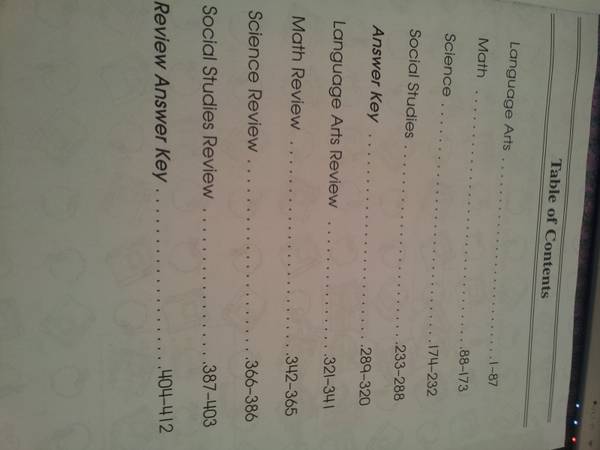 Table of Contents
Language Arts . . . . . . . . . . . . . . . . . . . . . . . . . 1–87
Math . . . . . . . . . . . . . . . . . . . . . . . . . . . . . 88–173
Science . . . . . . . . . . . . . . . . . . . . . . . . . . . 174–232
Social Studies . . . . . . . . . . . . . . . . . . . . . . . 233–288
Answer Key . . . . . . . . . . . . . . . . . . . . . . . . 289–320
Language Arts Review . . . . . . . . . . . . . . . . 321–341
Math Review . . . . . . . . . . . . . . . . . . . . . . . 342–365
Science Review . . . . . . . . . . . . . . . . . . . . . 366–386
Social Studies Review . . . . . . . . . . . . . . . . . 387–403
Review Answer Key . . . . . . . . . . . . . . . . . . 404–412